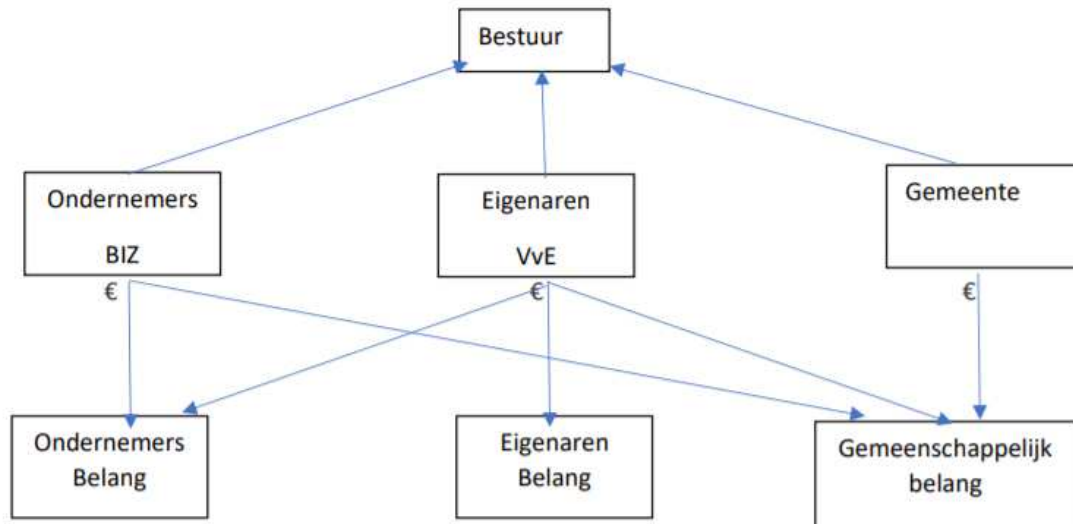 Bestuur
Ondernemers
BIZ
Eigenaren
VvE
Gemeente
€
€
€
Ondernemers
Belang
Eigenaren
Belang
Gemeenschappelijk
belang